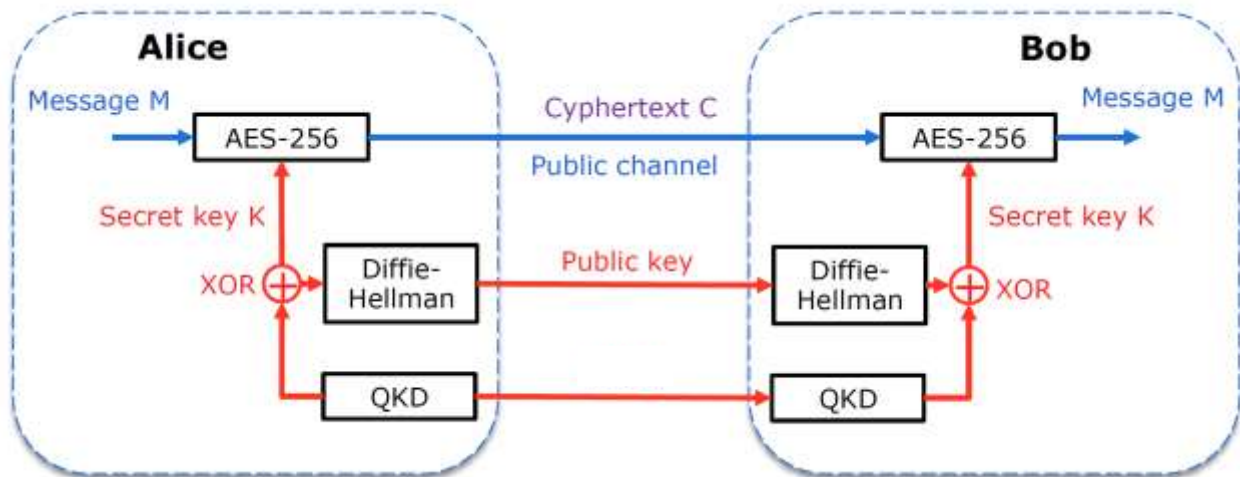 Alice
Bob
Message M
Cyphertext C
Message M
AES-256
AES-256
Public channel
Secret key K
Secret key K
Diffie-
Hellman
Public key
Diffie-
Hellman
XOR
XOR
QKD
QKD